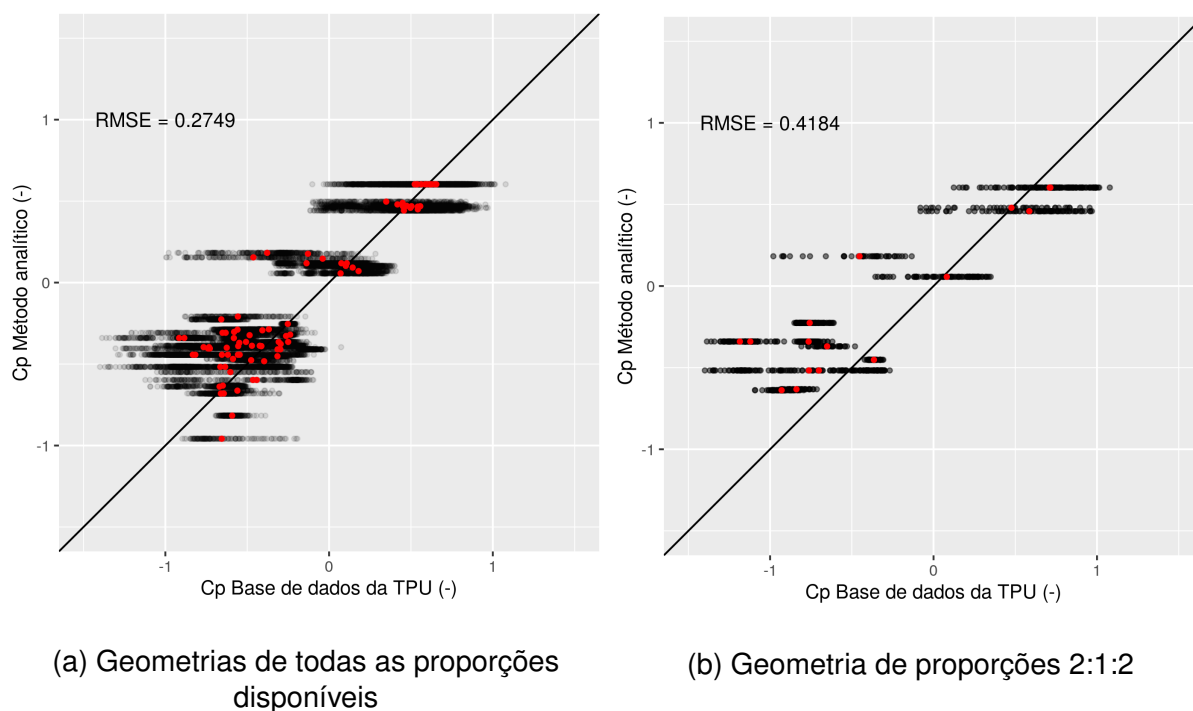 RMSE = 0.2749
1
0
-1
Cp Método analítico (-)
-1
0
1
Cp Base de dados da TPU (-)
(a) Geometrias de todas as proporções
disponíveis
RMSE = 0.4184
1
0
-1
Cp Método analítico (-)
-1
0
1
Cp Base de dados da TPU (-)
(b) Geometria de proporções 2:1:2